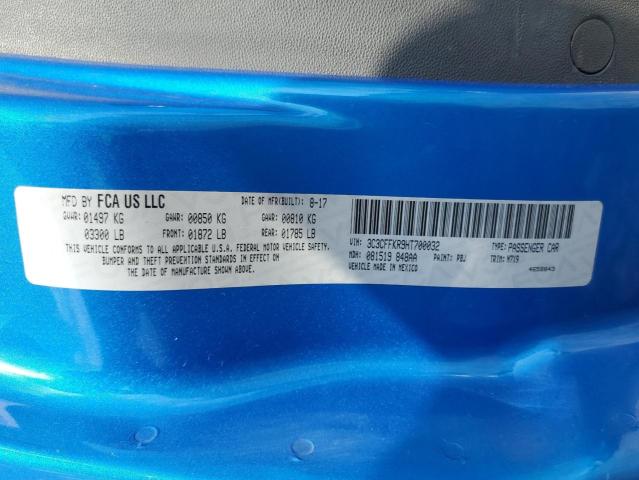 MFD BY FCA US LLC DATE OF MFR(BUILT): 8-17
GVWR: 01497 KG GAWR: 00850 KG GAWR: 00810 KG
03300 LB FRONT: 01872 LB REAR: 01785 LB
THIS VEHICLE CONFORMS TO ALL APPLICABLE U.S.A. FEDERAL MOTOR VEHICLE SAFETY,
BUMPER AND THEFT PREVENTION STANDARDS IN EFFECT ON
THE DATE OF MANUFACTURE SHOWN ABOVE.
VIN: 3C3CFFKR9HT700032 TYPE: PASSENGER CAR
MDH: 081519 848AA PAINT: PBJ TRIM: M7X9
VEHICLE MADE IN MEXICO